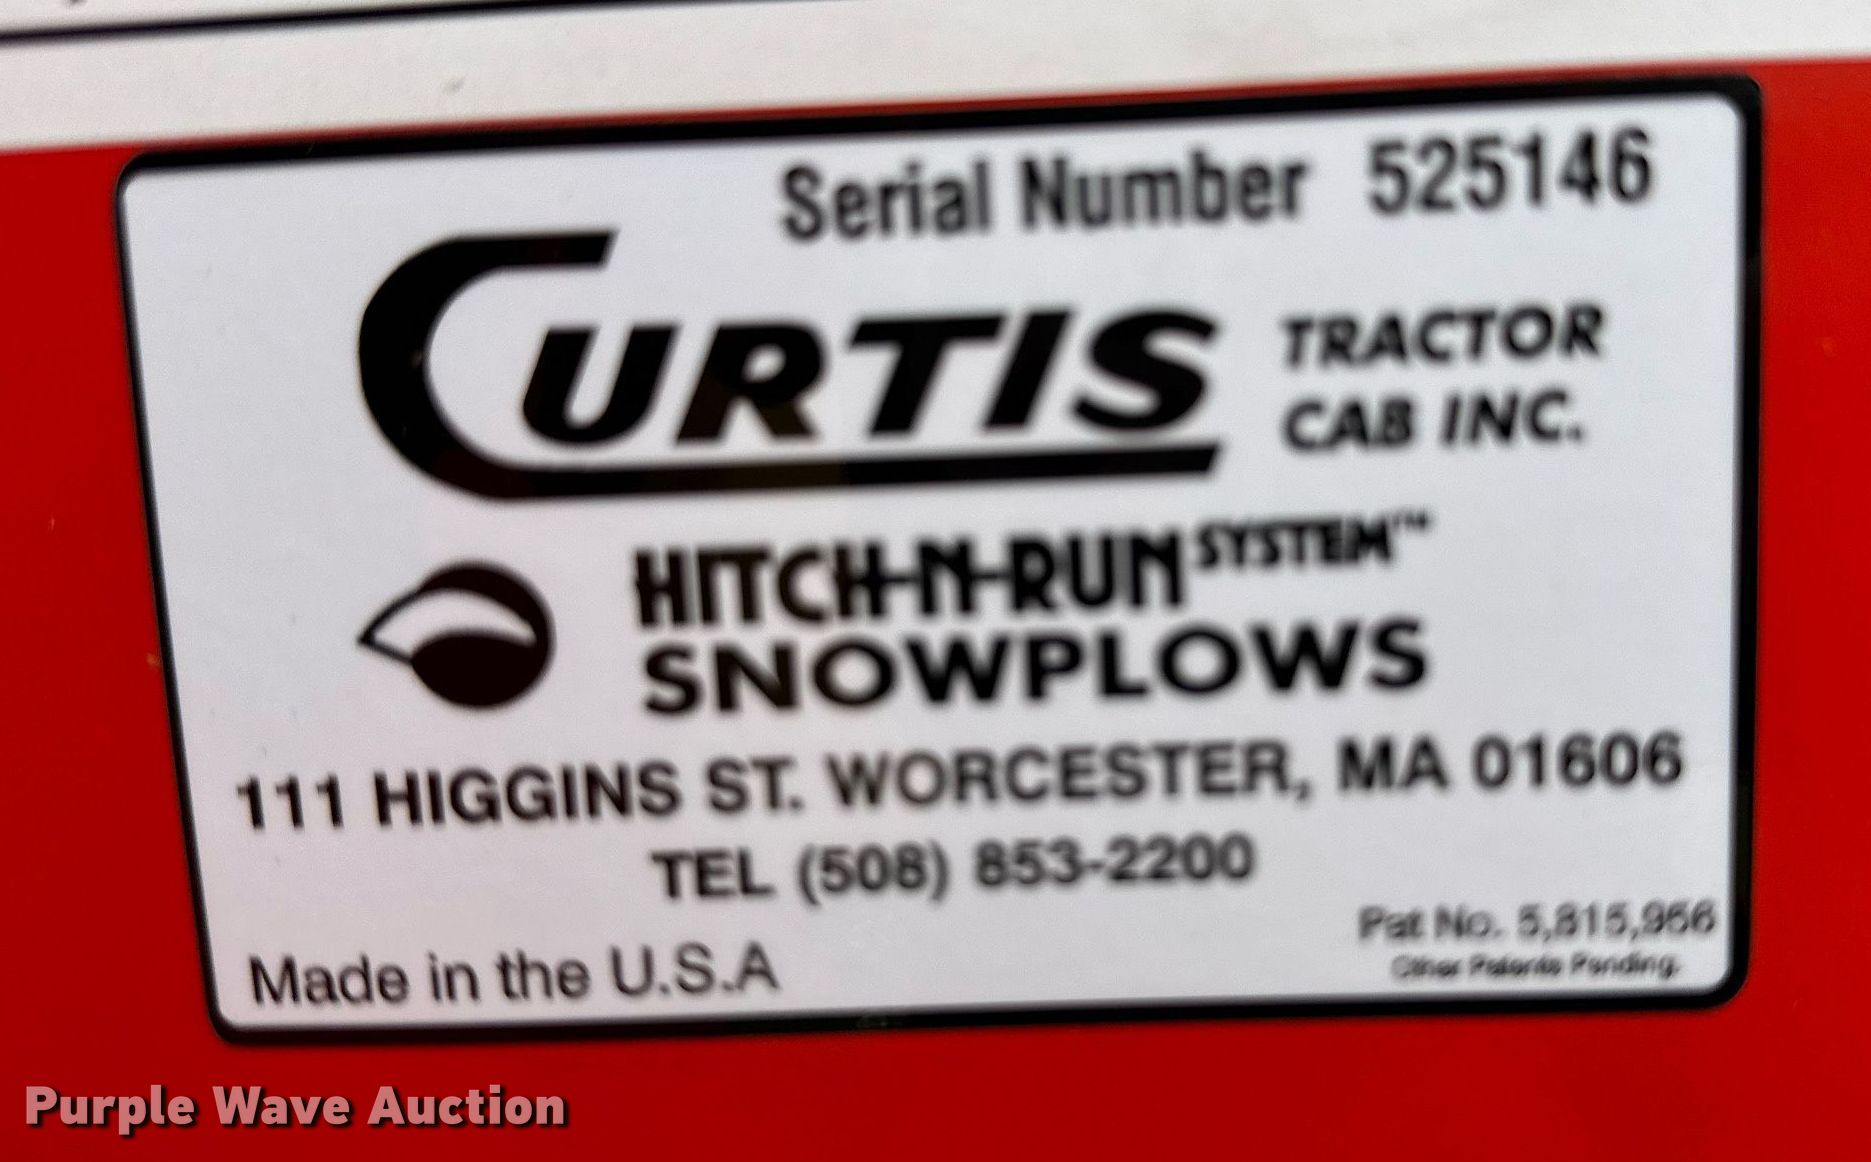 Serial Number 525146
CURTIS TRACTOR
CAB INC.
HITCH-N-RUN SYSTEM™
SNOWPLOWS
111 HIGGINS ST. WORCESTER, MA 01606
TEL (508) 853-2200
Pat No. 5,815,956
Other Patents Pending.
Made in the U.S.A
Purple Wave Auction